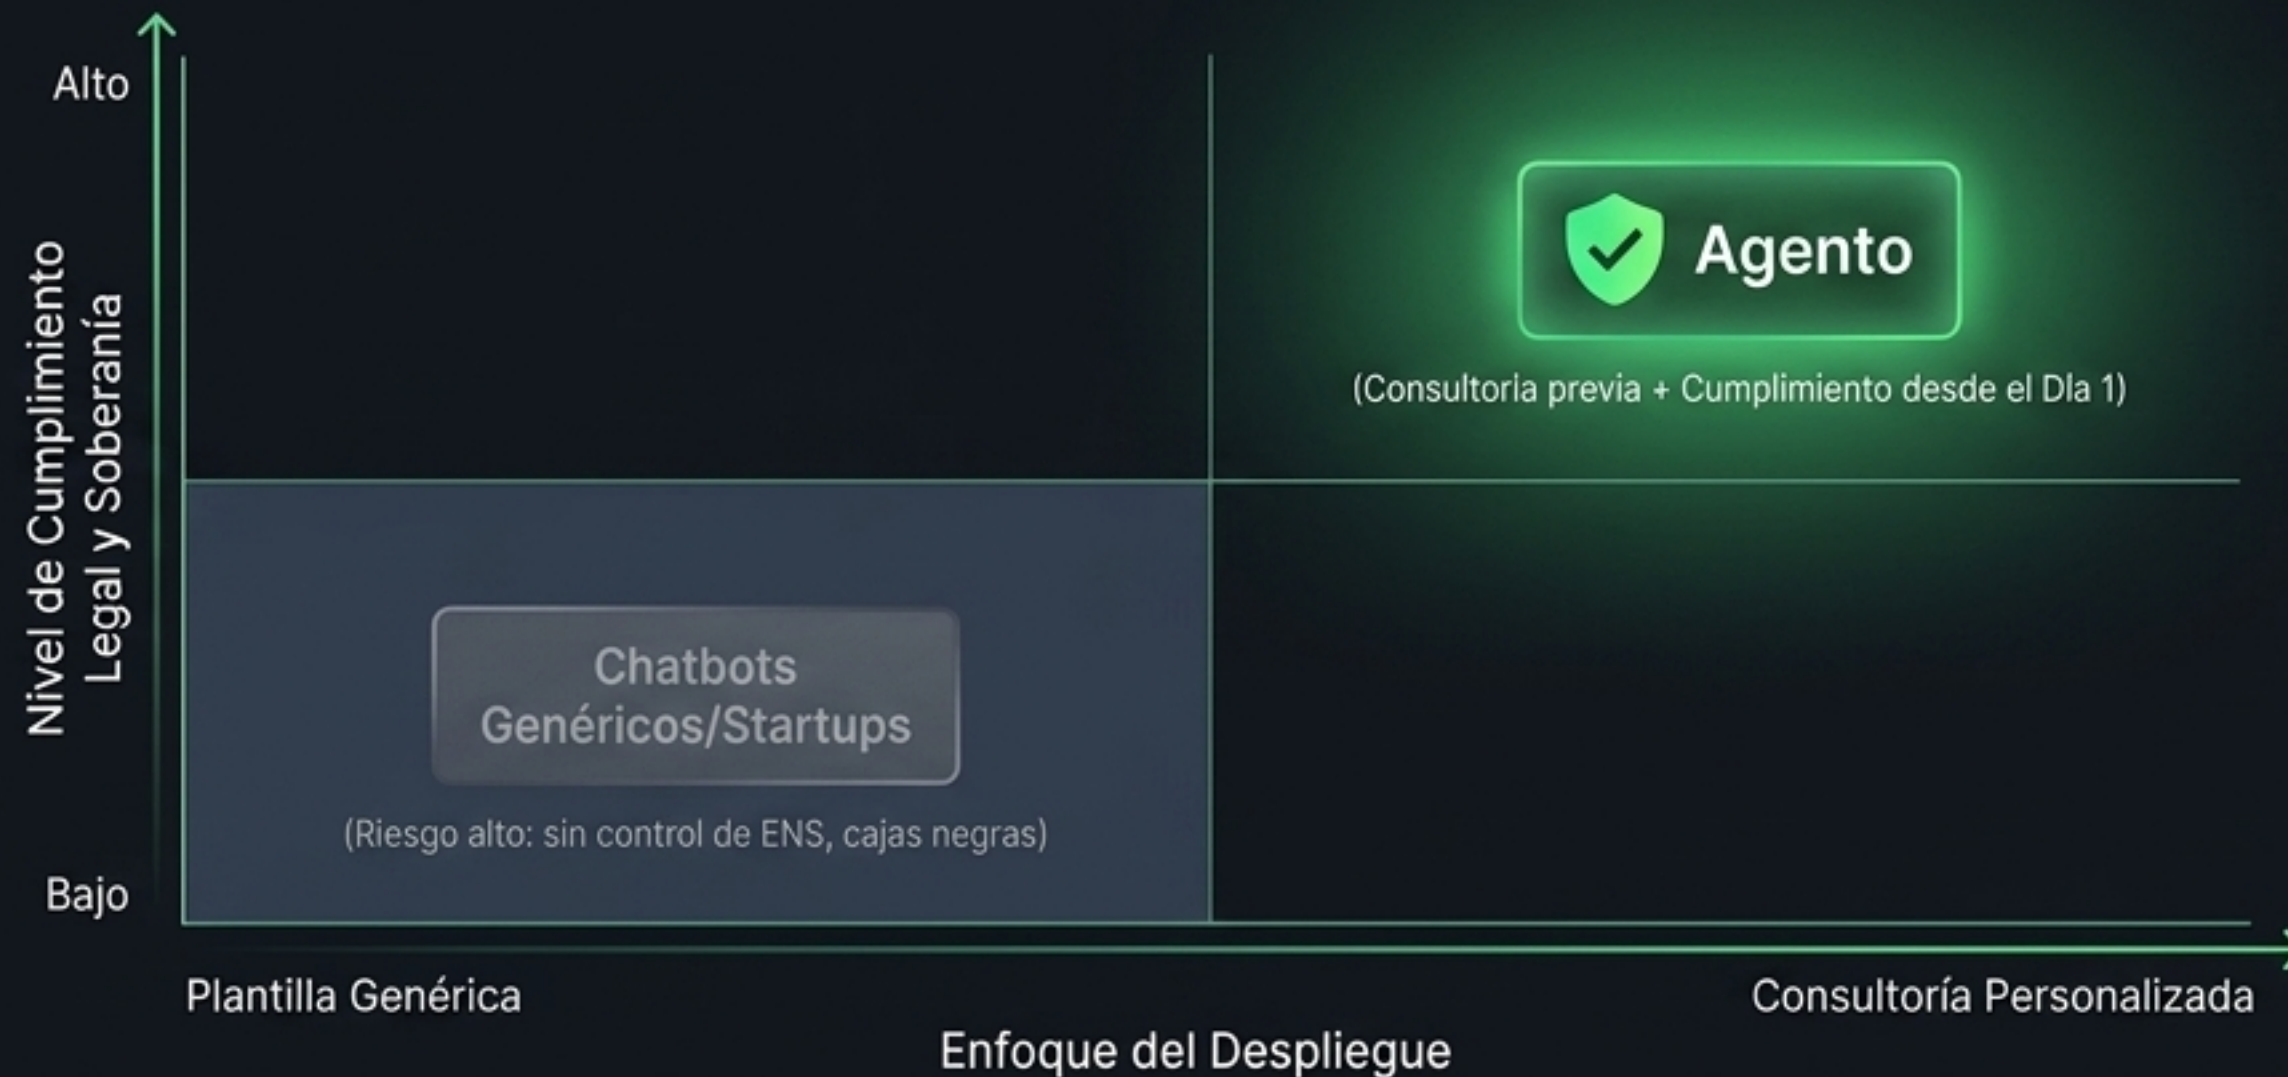 Alto
Nivel de Cumplimiento
Legal y Soberanía
Agento
(Consultorla previa + Cumplimiento desde el Dla 1)
Chatbots
Genéricos/Startups
(Riesgo alto: sin control de ENS, cajas negras)
Bajo
Plantilla Genérica
Consultoría Personalizada
Enfoque del Despliegue